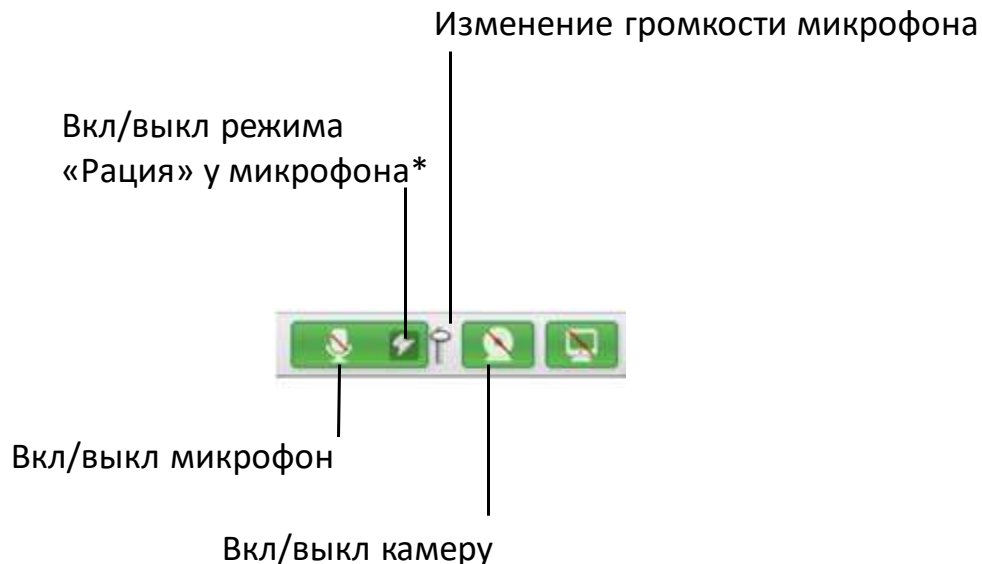 Изменение громкости микрофона
Вкл/выкл режима
«Рация» у микрофона*
Вкл/выкл микрофон
Вкл/выкл камеру